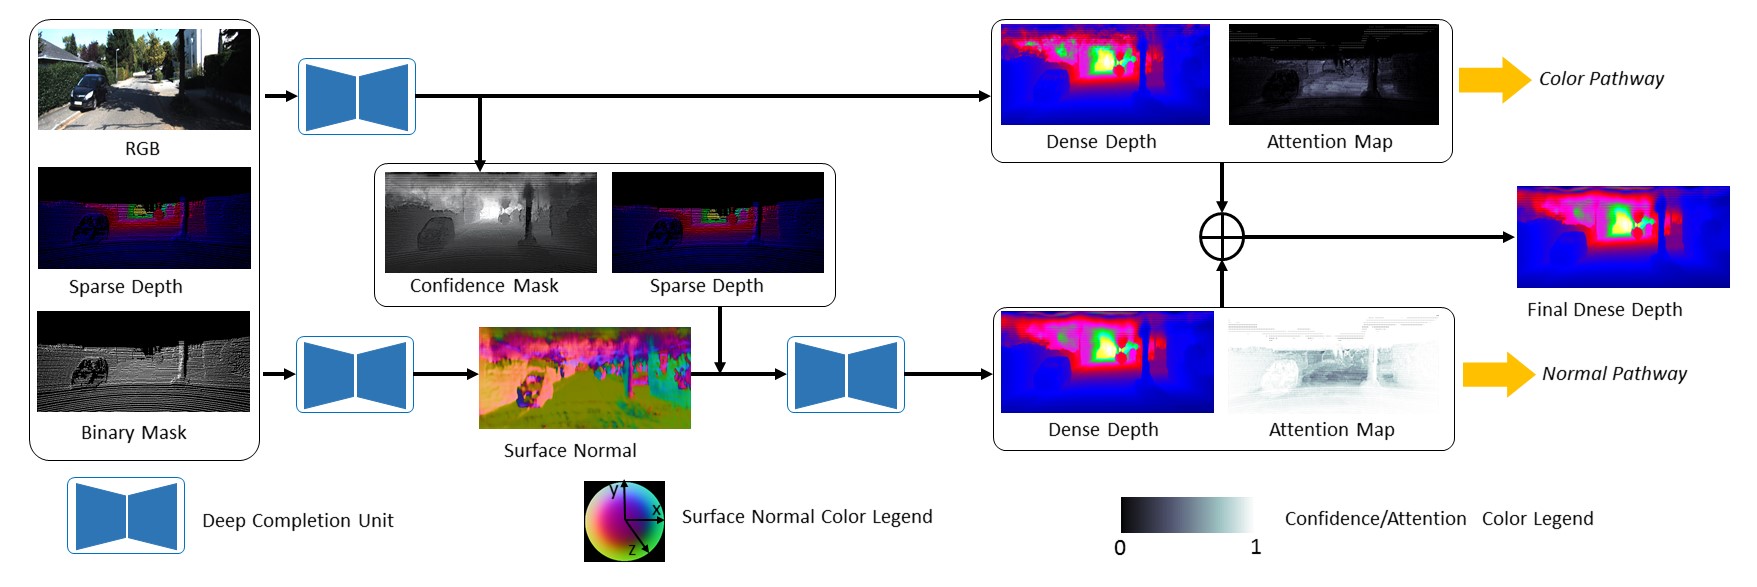 RGB
Sparse Depth
Binary Mask
Confidence Mask
Sparse Depth
Surface Normal
Dense Depth
Attention Map
Color Pathway
Final Dnese Depth
Dense Depth
Attention Map
Normal Pathway
Deep Completion Unit
y
x
z
Surface Normal Color Legend
0
1
Confidence/Attention Color Legend